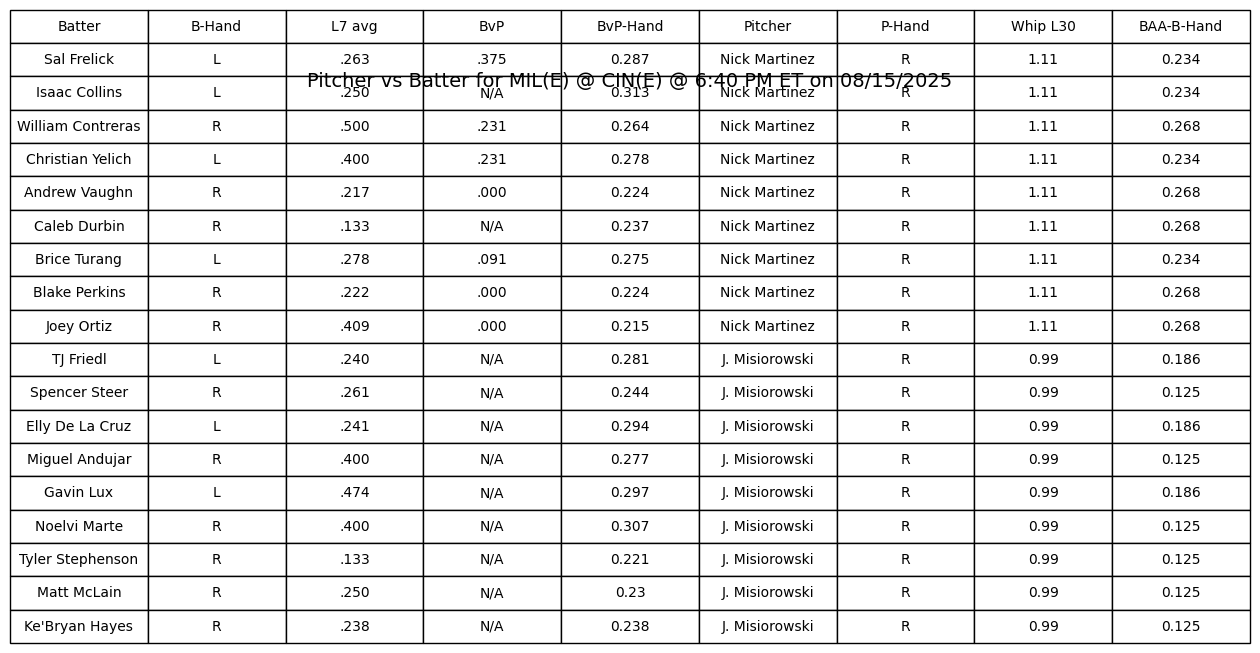 Batter B-Hand L7 avg BvP BvP-Hand Pitcher P-Hand Whip L30 BAA-B-Hand
Sal Frelick L .263 .375 0.287 Nick Martinez R 1.11 0.234
Pitcher vs Batter for MIL(E) @ CIN(E) @ 6:40 PM ET on 08/15/2025
Isaac Collins L .250 N/A 0.313 Nick Martinez R 1.11 0.234
William Contreras R .500 .231 0.264 Nick Martinez R 1.11 0.268
Christian Yelich L .400 .231 0.278 Nick Martinez R 1.11 0.234
Andrew Vaughn R .217 .000 0.224 Nick Martinez R 1.11 0.268
Caleb Durbin R .133 N/A 0.237 Nick Martinez R 1.11 0.268
Brice Turang L .278 .091 0.275 Nick Martinez R 1.11 0.234
Blake Perkins R .222 .000 0.224 Nick Martinez R 1.11 0.268
Joey Ortiz R .409 .000 0.215 Nick Martinez R 1.11 0.268
TJ Friedl L .240 N/A 0.281 J. Misiorowski R 0.99 0.186
Spencer Steer R .261 N/A 0.244 J. Misiorowski R 0.99 0.125
Elly De La Cruz L .241 N/A 0.294 J. Misiorowski R 0.99 0.186
Miguel Andujar R .400 N/A 0.277 J. Misiorowski R 0.99 0.125
Gavin Lux L .474 N/A 0.297 J. Misiorowski R 0.99 0.186
Noelvi Marte R .400 N/A 0.307 J. Misiorowski R 0.99 0.125
Tyler Stephenson R .133 N/A 0.221 J. Misiorowski R 0.99 0.125
Matt McLain R .250 N/A 0.23 J. Misiorowski R 0.99 0.125
Ke'Bryan Hayes R .238 N/A 0.238 J. Misiorowski R 0.99 0.125